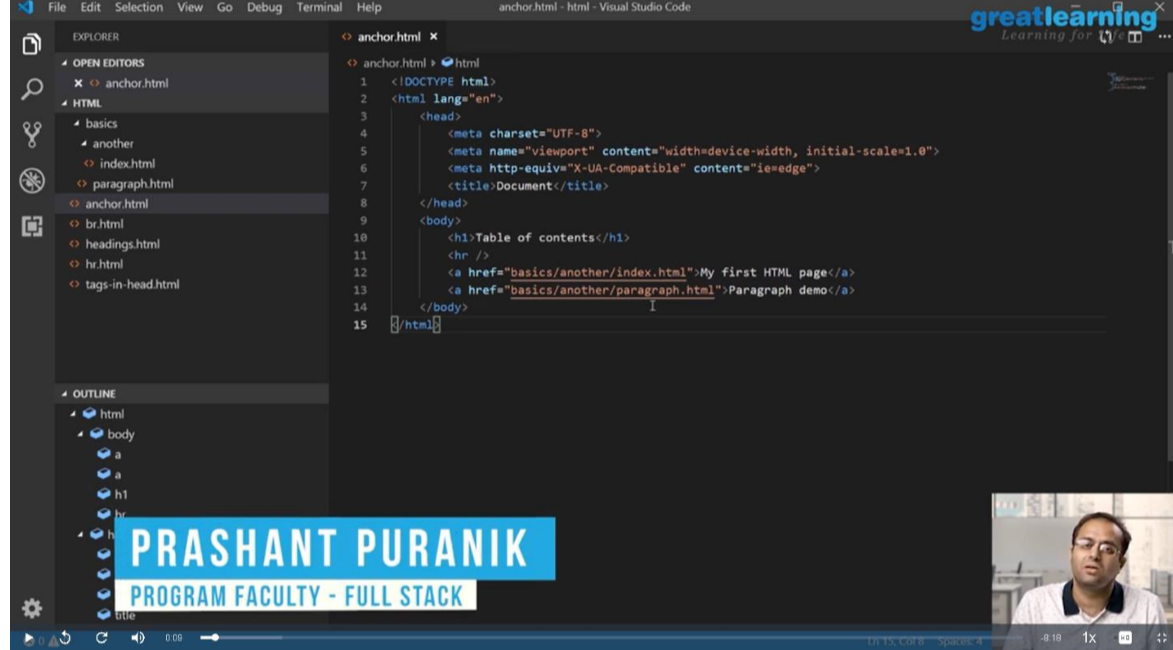 File Edit Selection View Go Debug Terminal Help
anchor.html - html - Visual Studio Code
greatlearning
Learning for Life
EXPLORER
OPEN EDITORS
anchor.html
HTML
basics
another
index.html
paragraph.html
anchor.html
br.html
headings.html
hr.html
tags-in-head.html
OUTLINE
html
body
a
a
h1
hr
h
title
anchor.html
anchor.html html
1 <!DOCTYPE html>
2 <html lang="en">
3 <head>
4 <meta charset="UTF-8">
5 <meta name="viewport" content="width=device-width, initial-scale=1.0">
6 <meta http-equiv="X-UA-Compatible" content="ie=edge">
7 <title>Document</title>
8 </head>
9 <body>
10 <h1>Table of contents</h1>
11 <hr />
12 <a href="basics/another/index.html">My first HTML page</a>
13 <a href="basics/another/paragraph.html">Paragraph demo</a>
14 </body>
15 </html>
PRASHANT PURANIK
PROGRAM FACULTY - FULL STACK
0:09
Ln 15, Col 8 Spaces: 4
-8:18 1x HQ